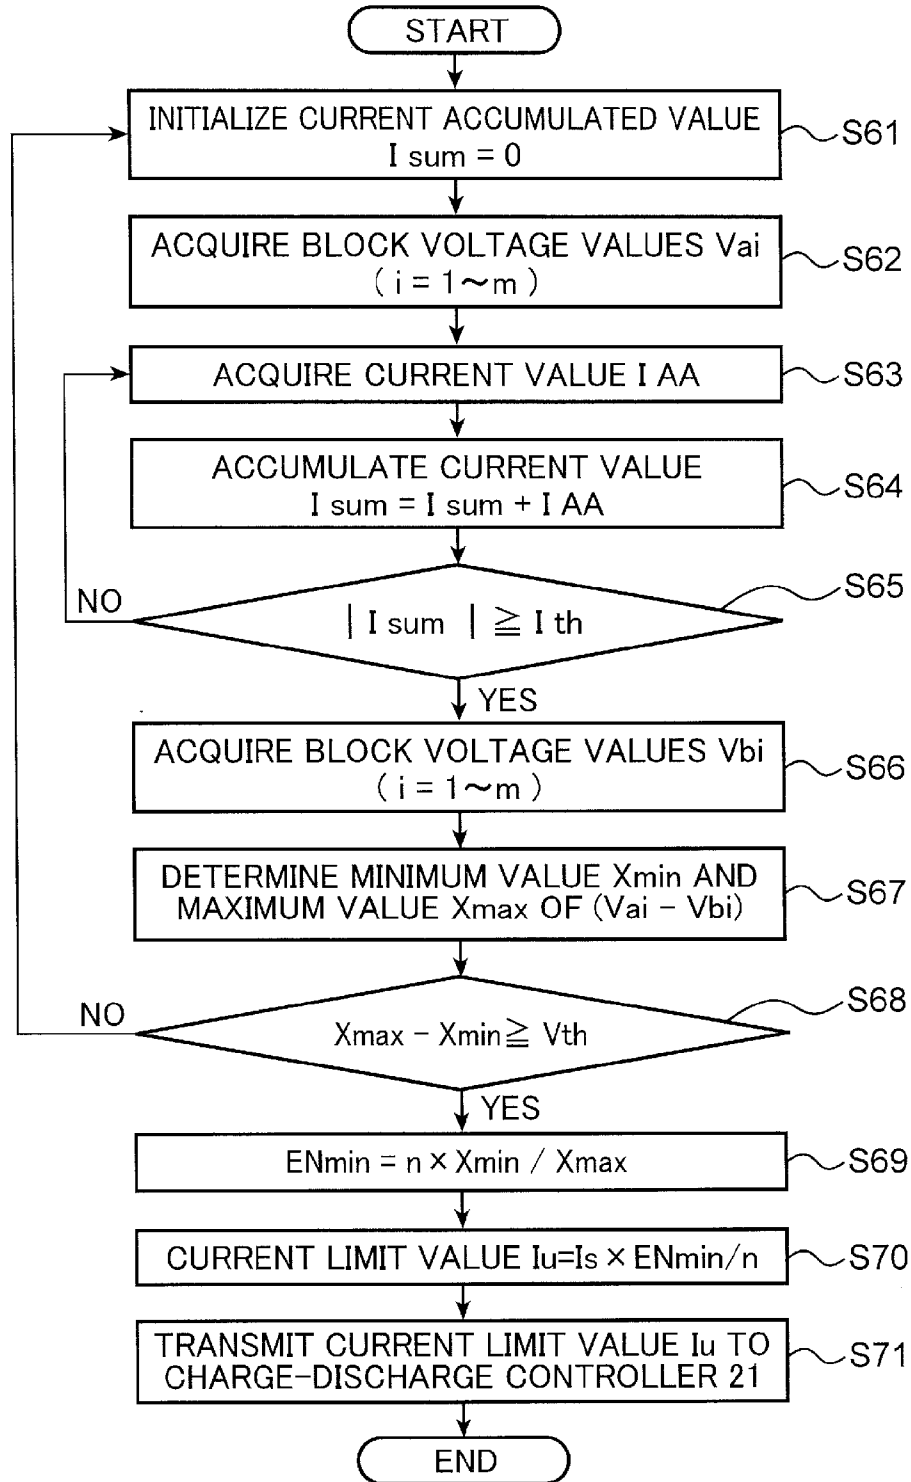 START
INITIALIZE CURRENT ACCUMULATED VALUE
I sum = 0
S61
ACQUIRE BLOCK VOLTAGE VALUES Vai
( i = 1～m )
S62
ACQUIRE CURRENT VALUE I AA
S63
ACCUMULATE CURRENT VALUE
I sum = I sum + I AA
S64
| I sum | ≧ I th
S65
NO
YES
ACQUIRE BLOCK VOLTAGE VALUES Vbi
( i = 1～m )
S66
DETERMINE MINIMUM VALUE Xmin AND
MAXIMUM VALUE Xmax OF (Vai - Vbi)
S67
Xmax - Xmin ≧ Vth
S68
NO
YES
ENmin = n × Xmin / Xmax
S69
CURRENT LIMIT VALUE Iu=Is × ENmin/n
S70
TRANSMIT CURRENT LIMIT VALUE Iu TO
CHARGE-DISCHARGE CONTROLLER 21
S71
END